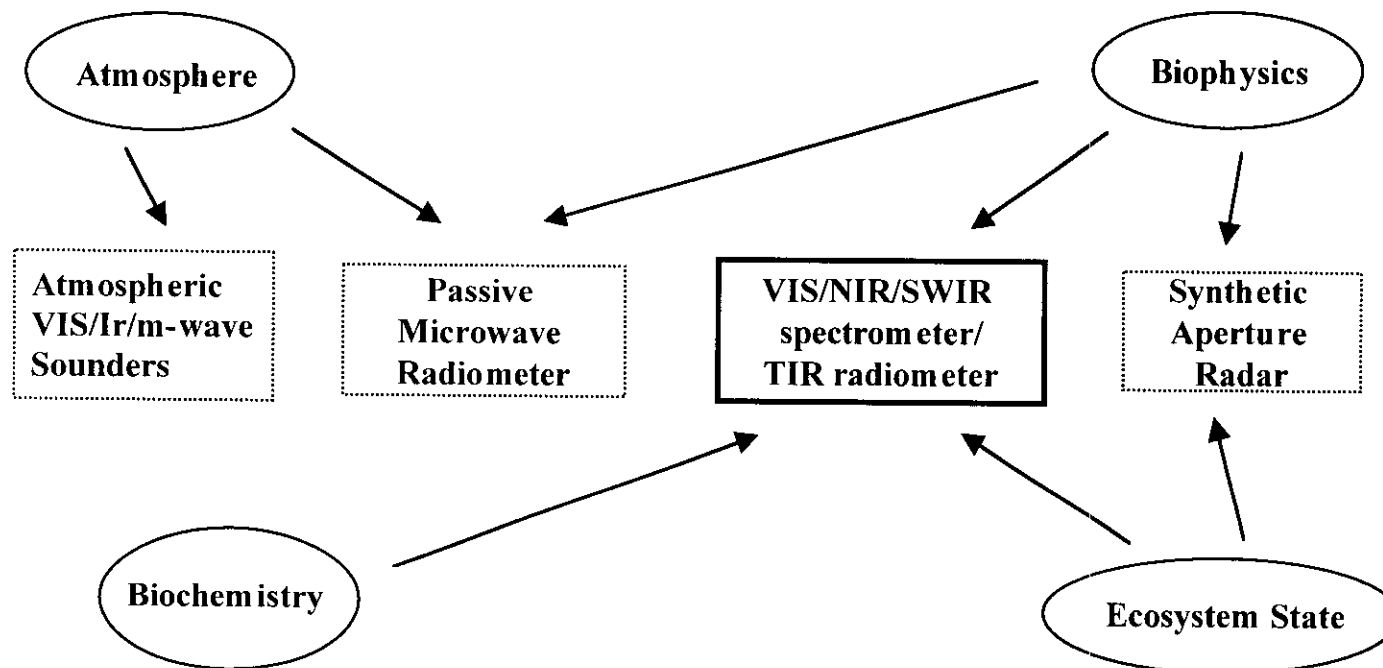 Atmosphere
Biophysics
Atmospheric
VIS/Ir/m-wave
Sounders
Passive
Microwave
Radiometer
VIS/NIR/SWIR
spectrometer/
TIR radiometer
Synthetic
Aperture
Radar
Biochemistry
Ecosystem State